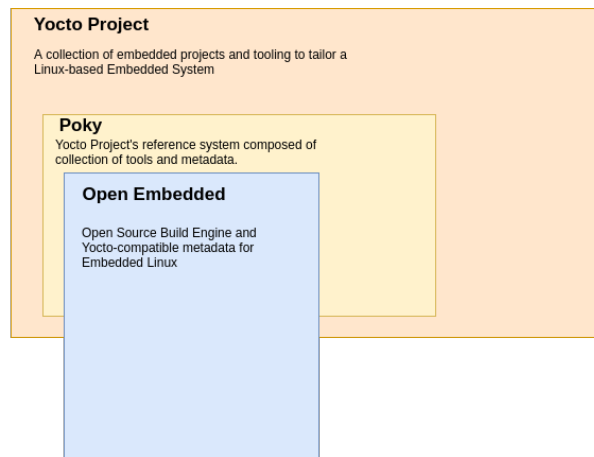 Yocto Project
A collection of embedded projects and tooling to tailor a
Linux-based Embedded System
Poky
Yocto Project's reference system composed of
collection of tools and metadata.
Open Embedded
Open Source Build Engine and
Yocto-compatible metadata for
Embedded Linux